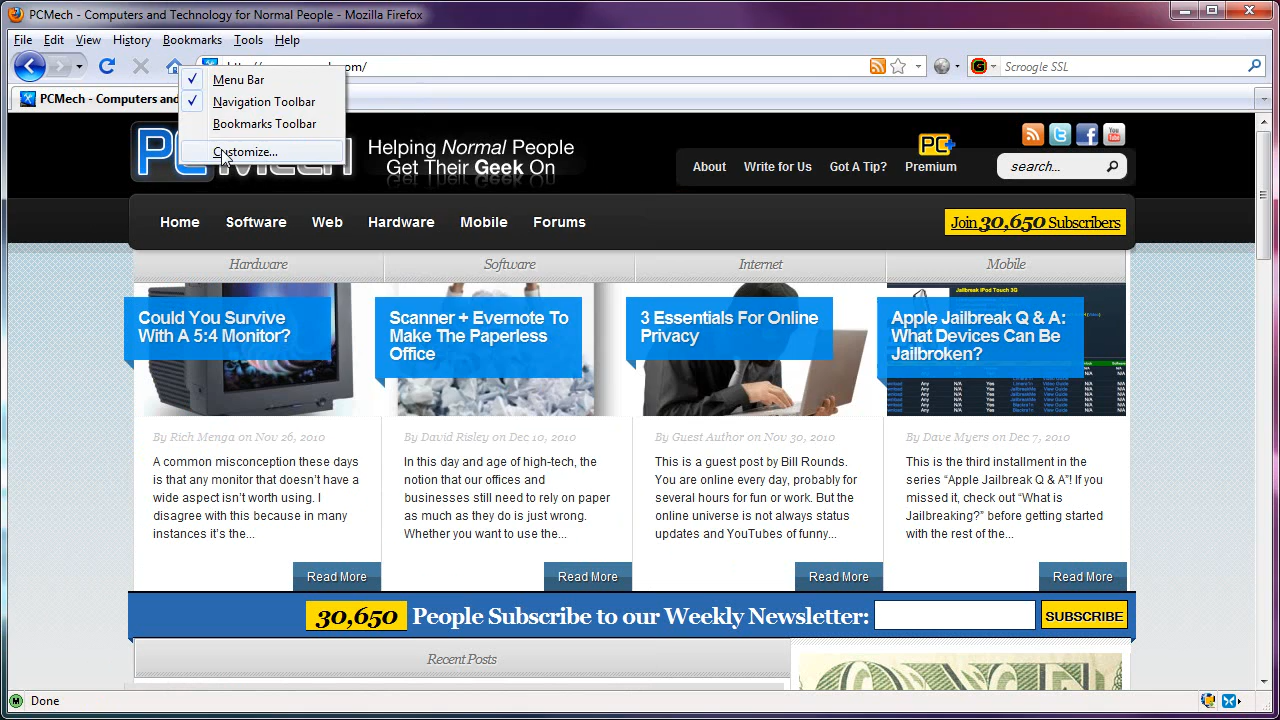 PCMech - Computers and Technology for Normal People - Mozilla Firefox
File Edit View History Bookmarks Tools Help
Scroogle SSL
PCMech - Computers and
Menu Bar
Navigation Toolbar
Bookmarks Toolbar
Customize...
Helping Normal People
Get Their Geek On
PC+
You Tube
About Write for Us Got A Tip? Premium search...
Home Software Web Hardware Mobile Forums
Join 30,650 Subscribers
Hardware Software Internet Mobile
Could You Survive
With A 5:4 Monitor?
By Rich Menga on Nov 26, 2010
A common misconception these days
is that any monitor that doesn’t have a
wide aspect isn’t worth using. I
disagree with this because in many
instances it’s the...
Read More
Scanner + Evernote To
Make The Paperless
Office
By David Risley on Dec 10, 2010
In this day and age of high-tech, the
notion that our offices and
businesses still need to rely on paper
as much as they do is just wrong.
Whether you want to use the...
Read More
3 Essentials For Online
Privacy
By Guest Author on Nov 30, 2010
This is a guest post by Bill Rounds.
You are online every day, probably for
several hours for fun or work. But the
online universe is not always status
updates and YouTubes of funny...
Read More
Jailbreak iPod Touch 3G
Apple Jailbreak Q & A:
What Devices Can Be
Jailbroken?
By Dave Myers on Dec 7, 2010
This is the third installment in the
series “Apple Jailbreak Q & A”! If you
missed it, check out “What is
Jailbreaking?” before getting started
with the rest of the...
Read More
30,650 People Subscribe to our Weekly Newsletter: SUBSCRIBE
Recent Posts
Done